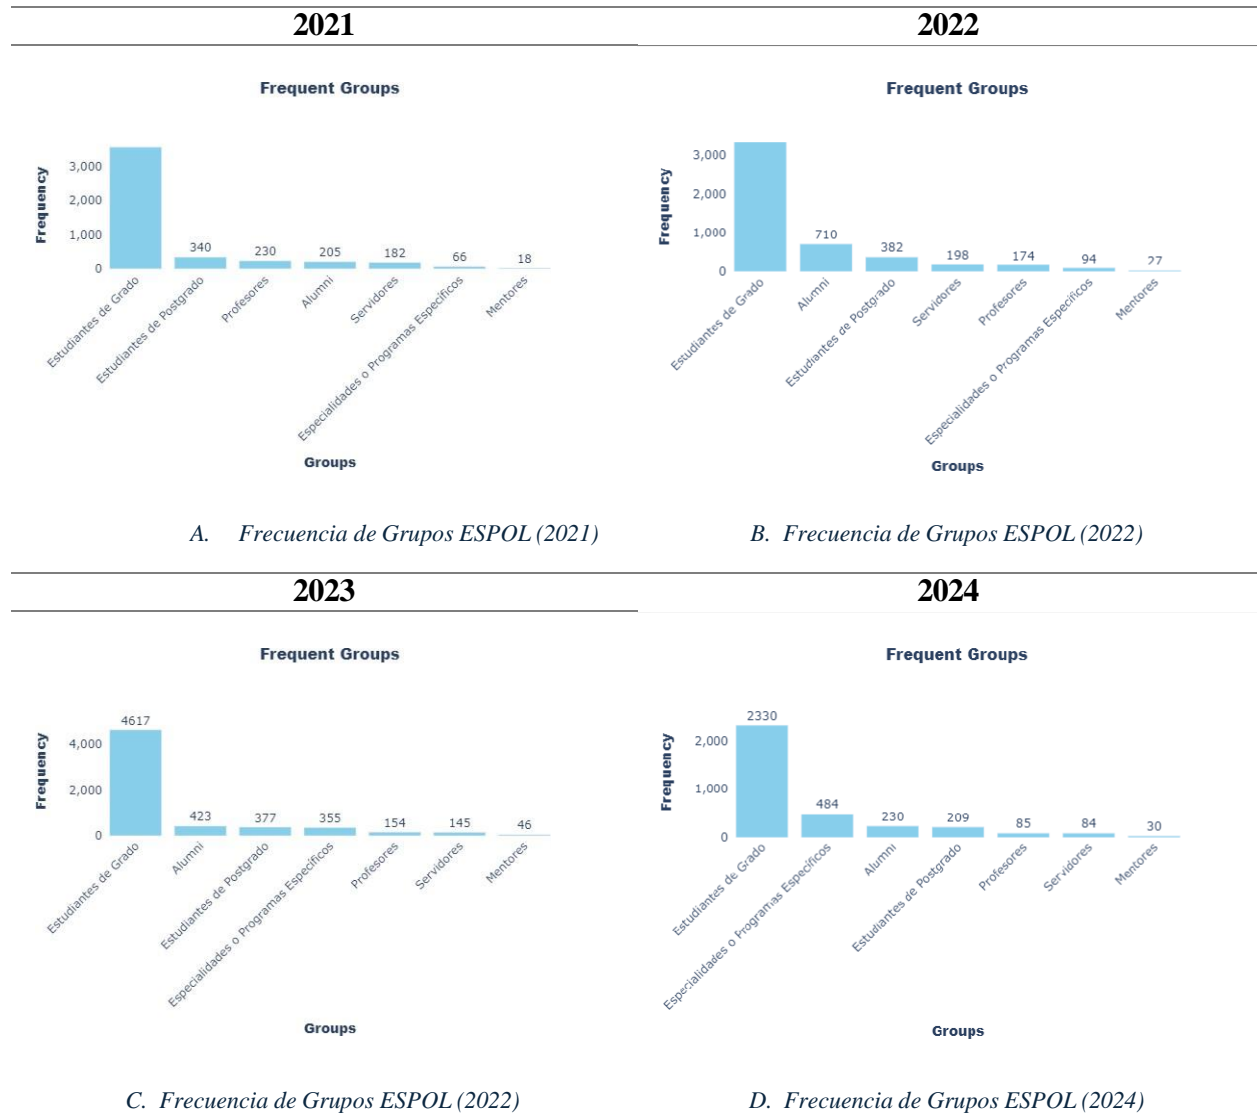 2021
2022
Frequent Groups
Frequency
3,000
2,000
1,000
0
340
230
205
182
66
18
Estudiantes de Grado
Estudiantes de Postgrado
Profesores
Alumni
Servidores
Especialidades o Programas Específicos
Mentores
Groups
Frequent Groups
Frequency
3,000
2,000
1,000
0
710
382
198
174
94
27
Estudiantes de Grado
Alumni
Estudiantes de Postgrado
Servidores
Profesores
Especialidades o Programas Específicos
Mentores
Groups
A. Frecuencia de Grupos ESPOL (2021)
B. Frecuencia de Grupos ESPOL (2022)
2023
2024
Frequent Groups
Frequency
4,000
2,000
0
4617
423
377
355
154
145
46
Estudiantes de Grado
Alumni
Estudiantes de Postgrado
Especialidades o Programas Específicos
Profesores
Servidores
Mentores
Groups
Frequent Groups
Frequency
2,000
1,000
0
2330
484
230
209
85
84
30
Estudiantes de Grado
Especialidades o Programas Específicos
Alumni
Estudiantes de Postgrado
Profesores
Servidores
Mentores
Groups
C. Frecuencia de Grupos ESPOL (2022)
D. Frecuencia de Grupos ESPOL (2024)